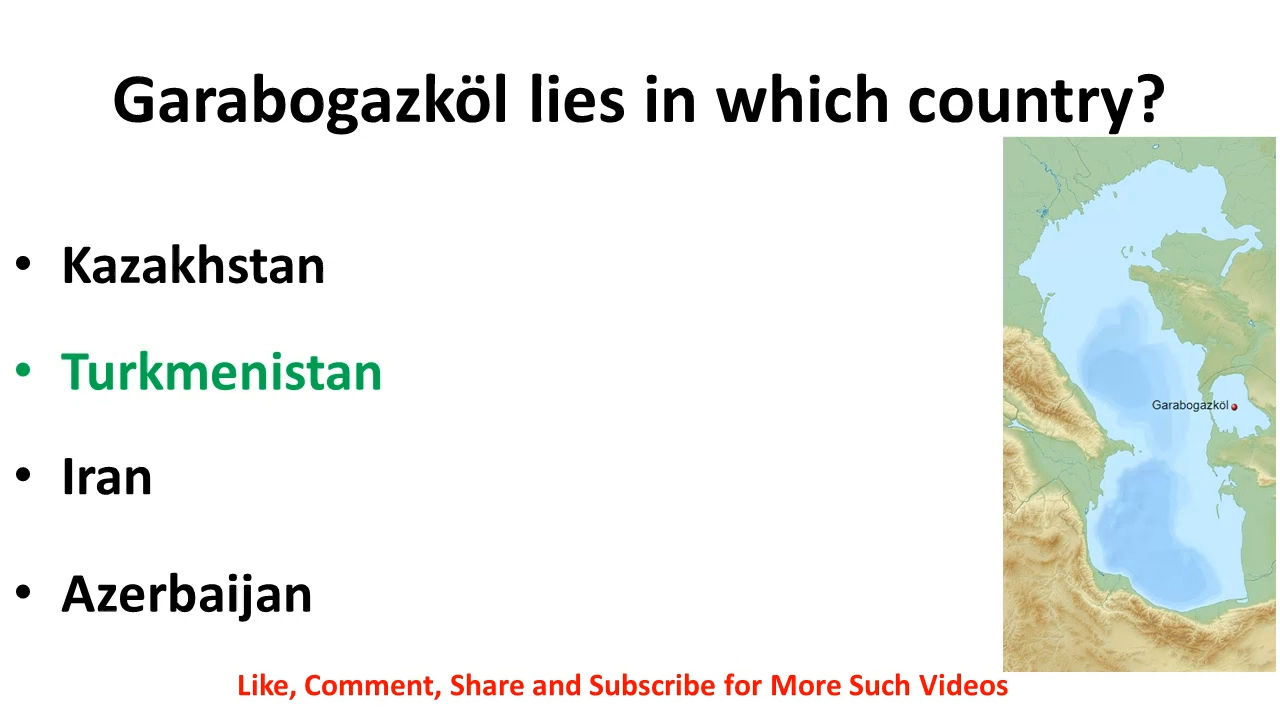 Garabogazköl lies in which country?
• Kazakhstan
• Turkmenistan
• Iran
• Azerbaijan
Garabogazköl
Like, Comment, Share and Subscribe for More Such Videos